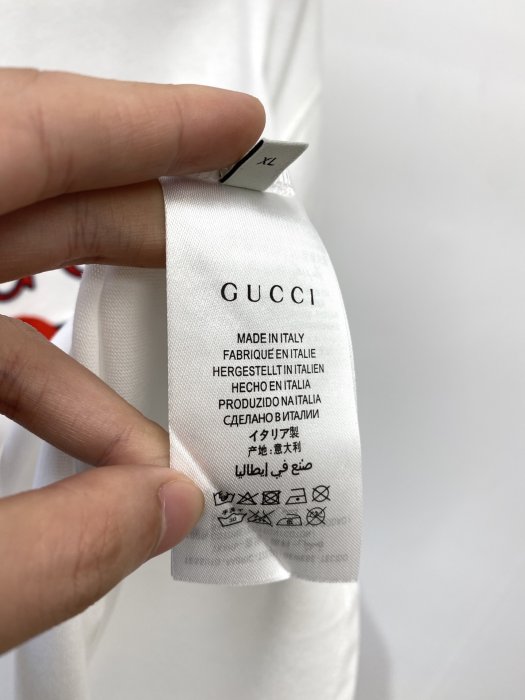 XL
GUCCI
MADE IN ITALY
FABRIQUÉ EN ITALIE
HERGESTELLT IN ITALIEN
HECHO EN ITALIA
PRODUZIDO NA ITALIA
СДЕЛАНО В ИТАЛИИ
イタリア製
产地:意大利
صنع في إيطاليا
30